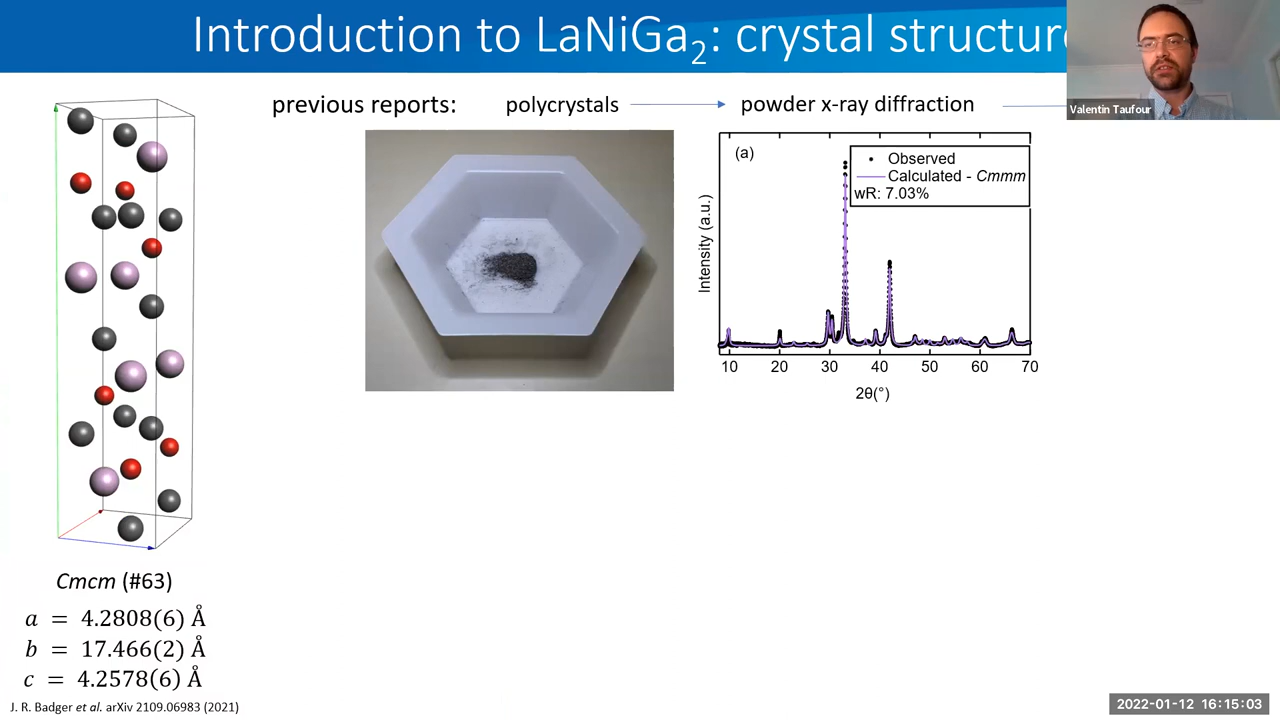 Introduction to LaNiGa₂: crystal structure
Valentin Taufour
previous reports: polycrystals powder x-ray diffraction
(a)
Observed
Calculated - Cmmm
wR: 7.03%
Intensity (a.u.)
10 20 30 40 50 60 70
2θ(°)
Cmcm (#63)
a = 4.2808(6) Å
b = 17.466(2) Å
c = 4.2578(6) Å
J. R. Badger et al. arXiv 2109.06983 (2021)
2022-01-12 16:15:03